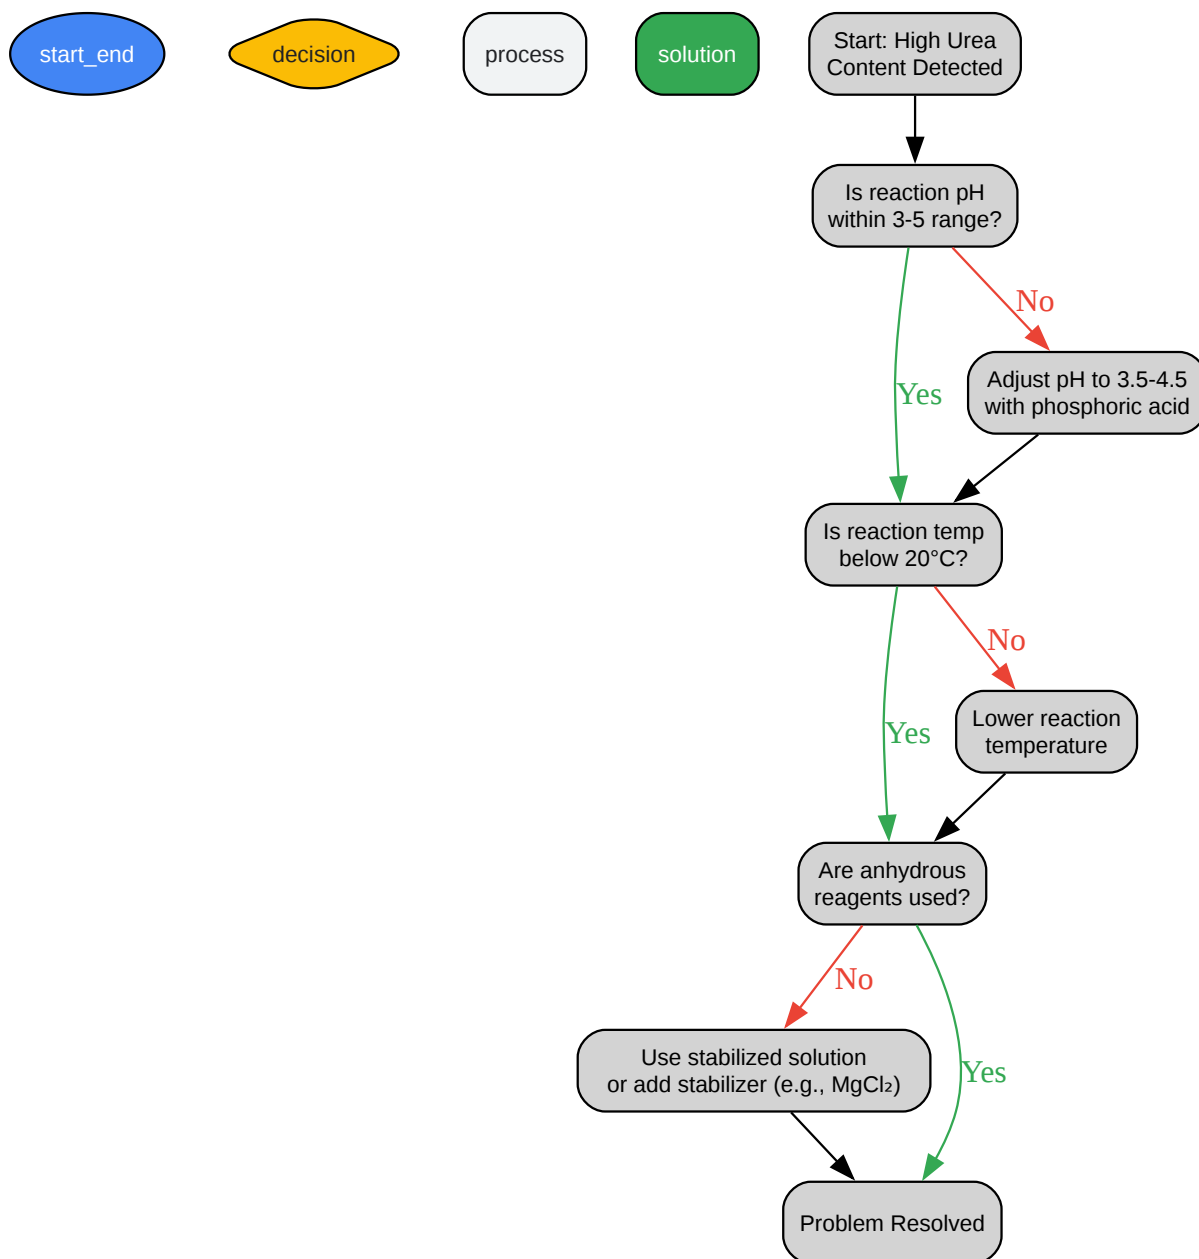 start_end
decision
process
solution
Start: High Urea
Content Detected
Is reaction pH
within 3-5 range?
No
Adjust pH to 3.5-4.5
with phosphoric acid
Yes
Is reaction temp
below 20°C?
No
Lower reaction
temperature
Yes
Are anhydrous
reagents used?
No
Use stabilized solution
or add stabilizer (e.g., MgCl₂)
Yes
Problem Resolved